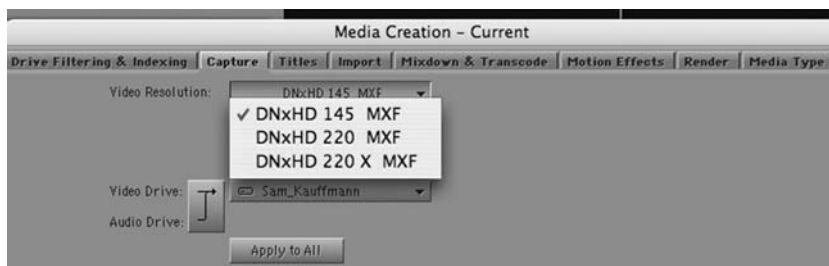 Media Creation – Current
Drive Filtering & Indexing Capture Titles Import Mixdown & Transcode Motion Effects Render Media Type
Video Resolution: DNxHD 145 MXF
✓ DNxHD 145 MXF
DNxHD 220 MXF
DNxHD 220 X MXF
Video Drive: Sam_Kauffmann
Audio Drive:
Apply to All